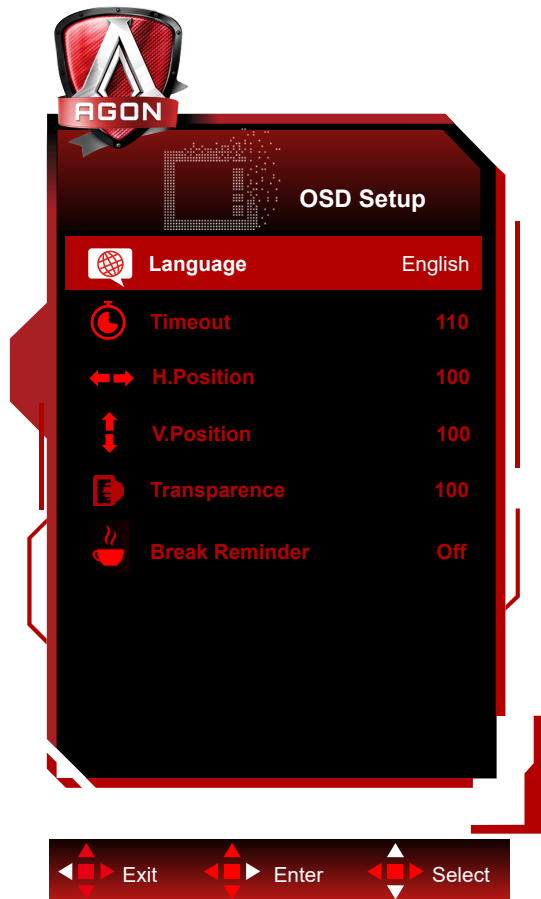 AGON
OSD Setup
Language English
Timeout 110
H.Position 100
V.Position 100
Transparence 100
Break Reminder Off
Exit Enter Select